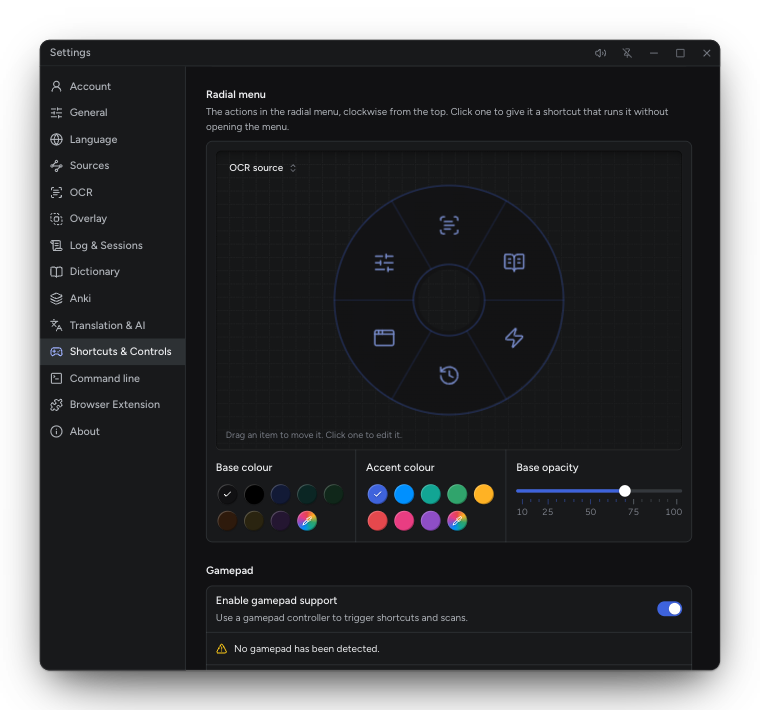 Settings
Account
General
Language
Sources
OCR
Overlay
Log & Sessions
Dictionary
Anki
Translation & AI
Shortcuts & Controls
Command line
Browser Extension
About
Radial menu
The actions in the radial menu, clockwise from the top. Click one to give it a shortcut that runs it without
opening the menu.
OCR source
Drag an item to move it. Click one to edit it.
Base colour
Accent colour
Base opacity
10 25 50 75 100
Gamepad
Enable gamepad support
Use a gamepad controller to trigger shortcuts and scans.
No gamepad has been detected.